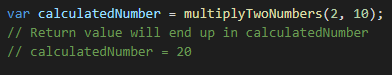 var calculatedNumber = multiplyTwoNumbers(2, 10);
// Return value will end up in calculatedNumber
// calculatedNumber = 20